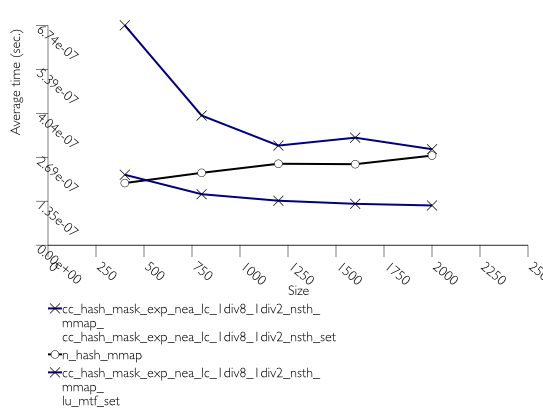 Average time (sec.)
6.74e-07
5.39e-07
4.04e-07
2.69e-07
1.35e-07
0.00e+00
0
250
500
750
1000
1250
1500
1750
2000
2250
Size
cc_hash_mask_exp_nea_lc_1div8_1div2_nsth_
mmap_
cc_hash_mask_exp_nea_lc_1div8_1div2_nsth_set
n_hash_mmap
cc_hash_mask_exp_nea_lc_1div8_1div2_nsth_
mmap_
lu_mtf_set